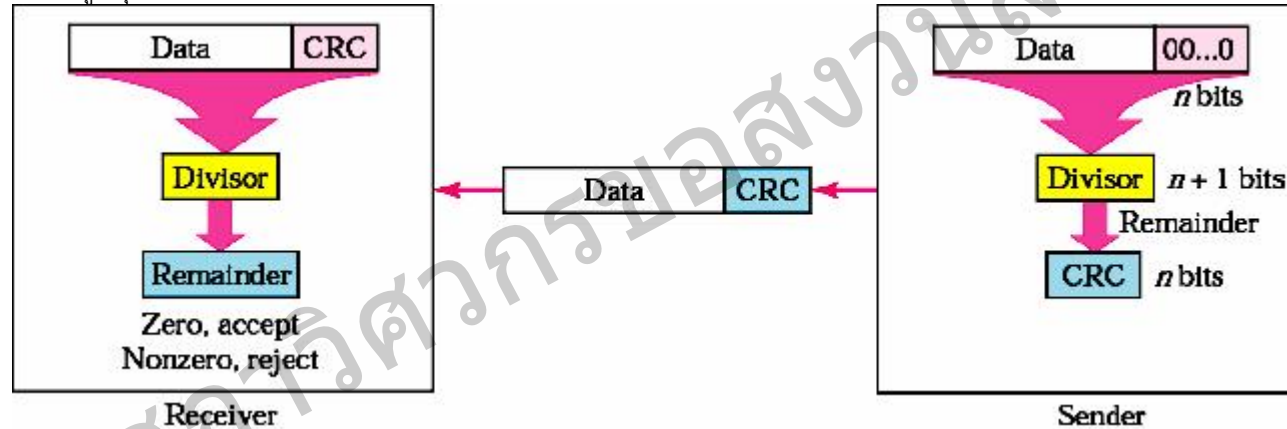 Data CRC
Divisor
Remainder
Zero, accept
Nonzero, reject
Receiver
Data CRC
Data 00...0
n bits
Divisor n + 1 bits
Remainder
CRC n bits
Sender